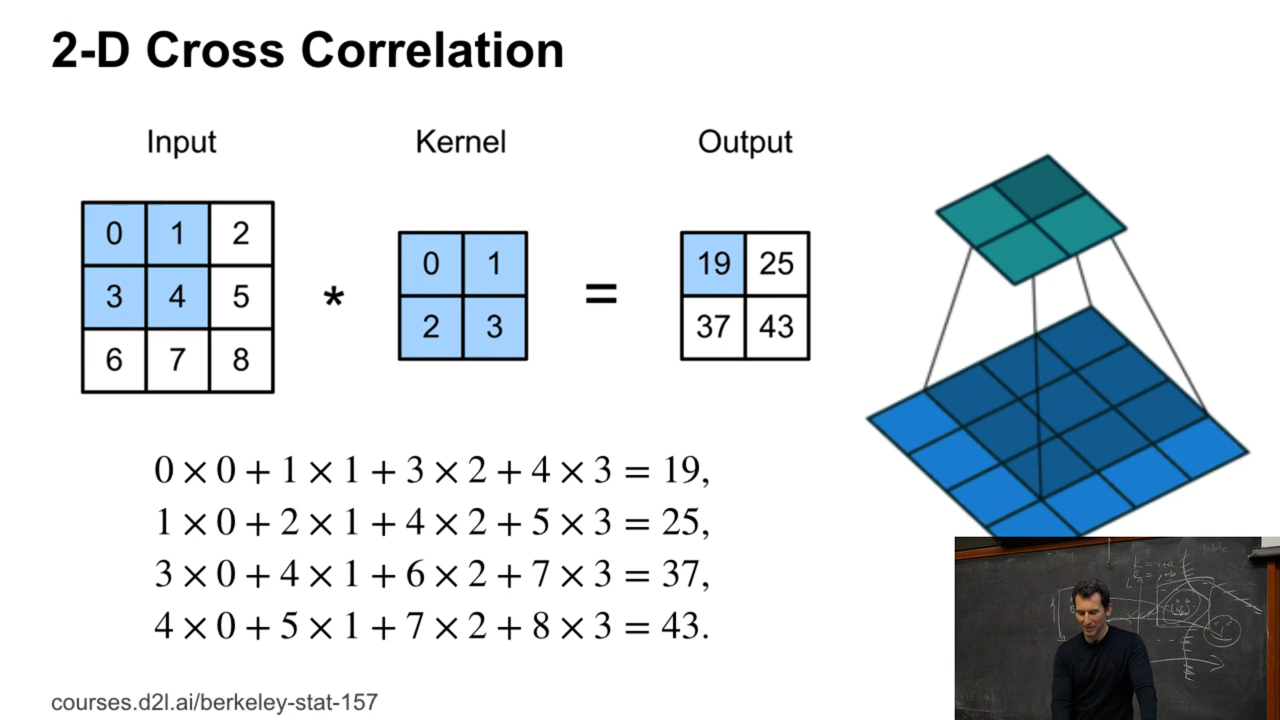 2-D Cross Correlation
Input Kernel Output
0 1 2
3 4 5
6 7 8
*
0 1
2 3
=
19 25
37 43
0 × 0 + 1 × 1 + 3 × 2 + 4 × 3 = 19,
1 × 0 + 2 × 1 + 4 × 2 + 5 × 3 = 25,
3 × 0 + 4 × 1 + 6 × 2 + 7 × 3 = 37,
4 × 0 + 5 × 1 + 7 × 2 + 8 × 3 = 43.
courses.d2l.ai/berkeley-stat-157